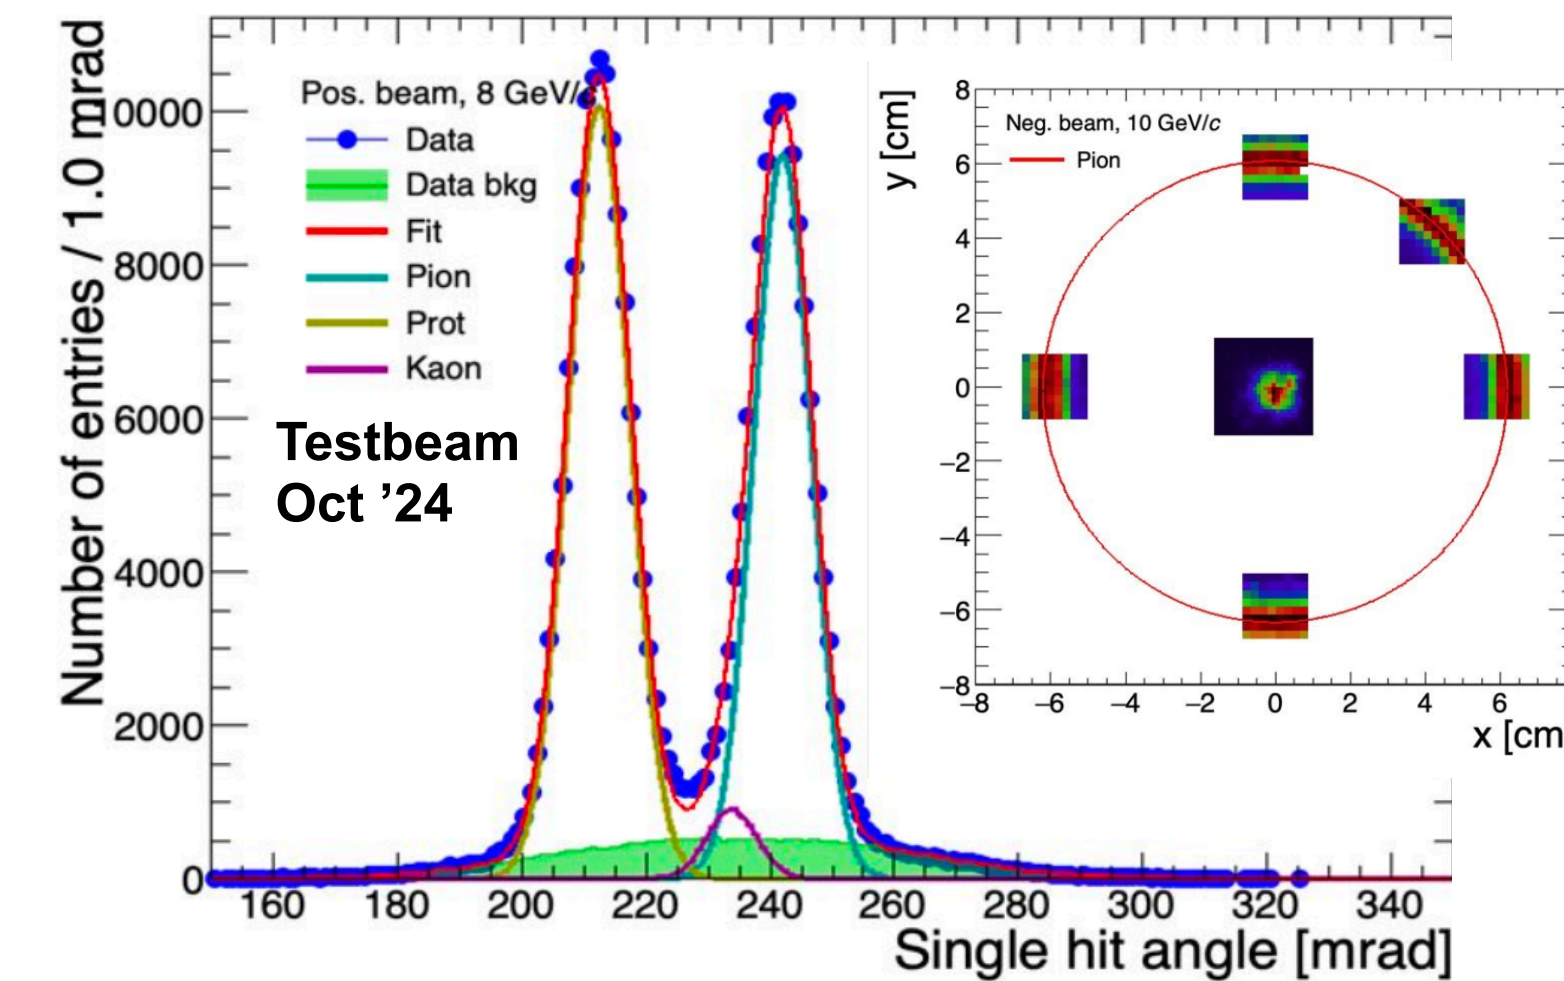 Number of entries / 1.0 mrad
10000
8000
6000
4000
2000
0
Pos. beam, 8 GeV/c
Data
Data bkg
Fit
Pion
Prot
Kaon
Testbeam
Oct ’24
160 180 200 220 240 260 280 300 320 340
Single hit angle [mrad]
y [cm]
8
6
4
2
0
−2
−4
−6
−8
Neg. beam, 10 GeV/c
Pion
−8 −6 −4 −2 0 2 4 6
x [cm